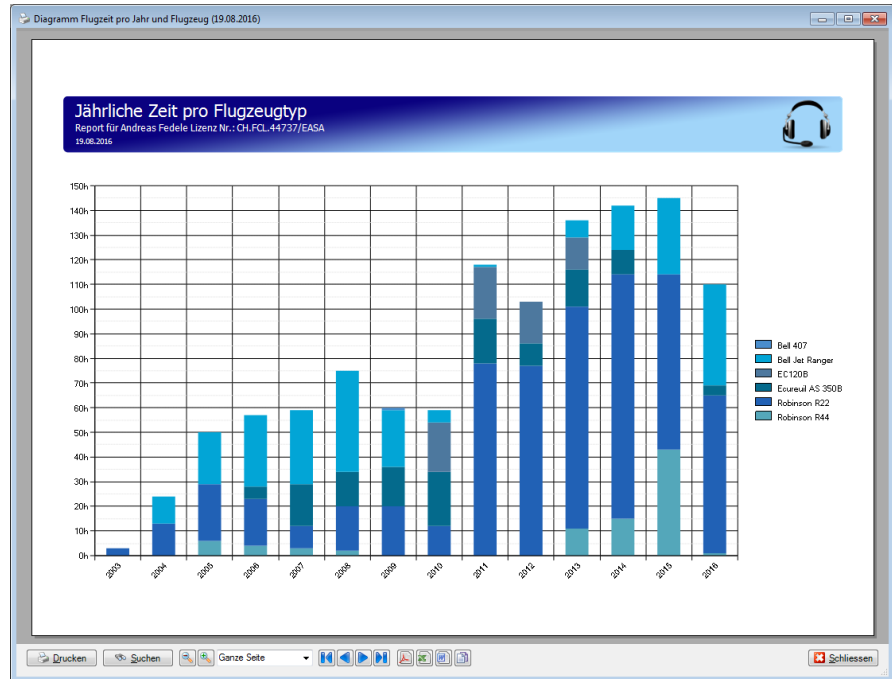 Diagramm Flugzeit pro Jahr und Flugzeug (19.08.2016)
Jährliche Zeit pro Flugzeugtyp
Report für Andreas Fedele Lizenz Nr.: CH.FCL.44737/EASA
19.08.2016
150h
140h
130h
120h
110h
100h
90h
80h
70h
60h
50h
40h
30h
20h
10h
0h
2003 2004 2005 2006 2007 2008 2009 2010 2011 2012 2013 2014 2015 2016
Bell 407
Bell Jet Ranger
EC120B
Ecureuil AS 350B
Robinson R22
Robinson R44
Drucken Suchen Ganze Seite Schliessen